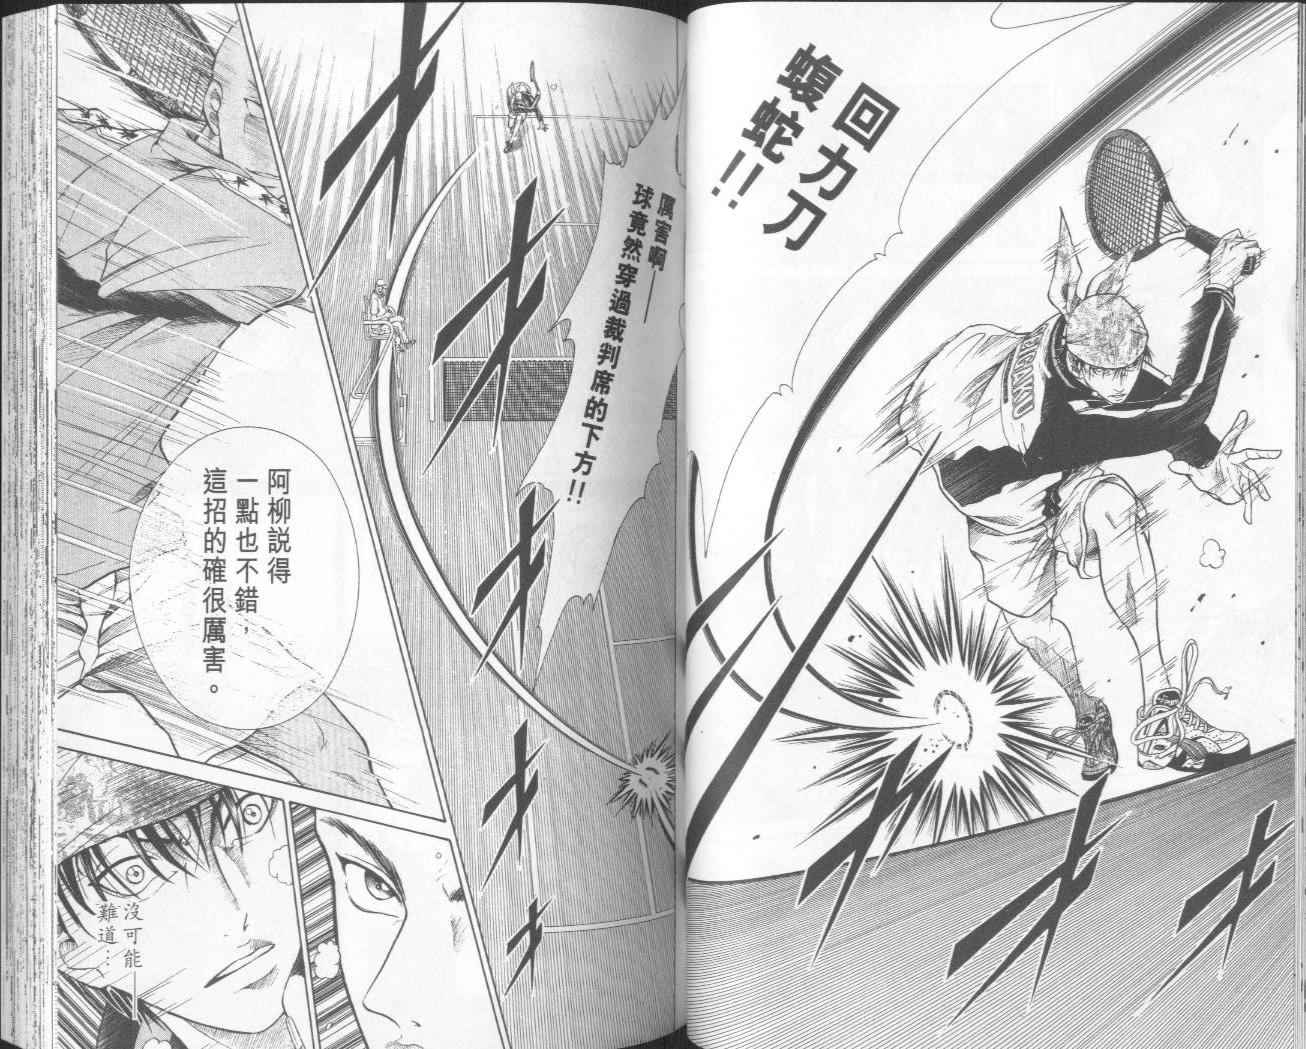 回力刀
蝮蛇!!
厲害啊——
球竟然穿過裁判席的下方!!
阿柳說得
一點也不錯，
這招的確很厲害。
沒可能——
難道…